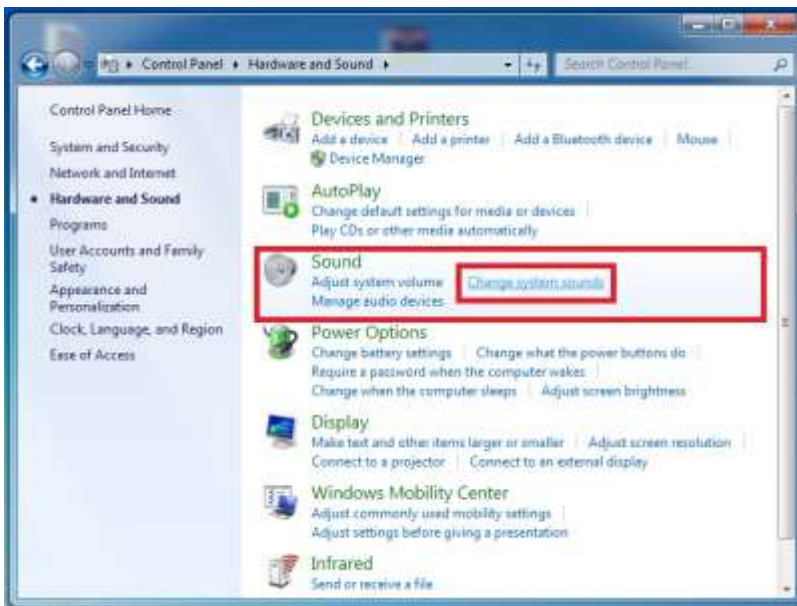 Control Panel Hardware and Sound
Search Control Panel
Control Panel Home
System and Security
Network and Internet
Hardware and Sound
Programs
User Accounts and Family
Safety
Appearance and
Personalization
Clock, Language, and Region
Ease of Access
Devices and Printers
Add a device Add a printer Add a Bluetooth device Mouse
Device Manager
AutoPlay
Change default settings for media or devices
Play CDs or other media automatically
Sound
Adjust system volume Change system sounds
Manage audio devices
Power Options
Change battery settings Change what the power buttons do
Require a password when the computer wakes
Change when the computer sleeps Adjust screen brightness
Display
Make text and other items larger or smaller Adjust screen resolution
Connect to a projector Connect to an external display
Windows Mobility Center
Adjust commonly used mobility settings
Adjust settings before giving a presentation
Infrared
Send or receive a file